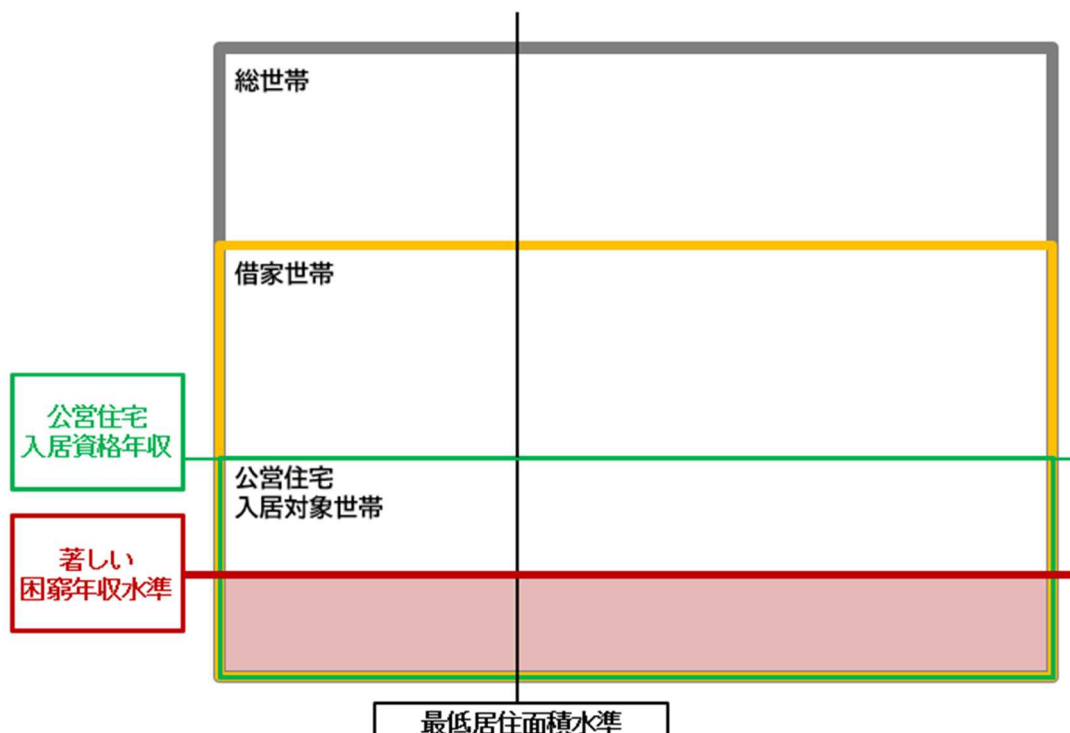 総世帯
借家世帯
公営住宅
入居資格年収
公営住宅
入居対象世帯
著しい
困窮年収水準
最低居住面積水準